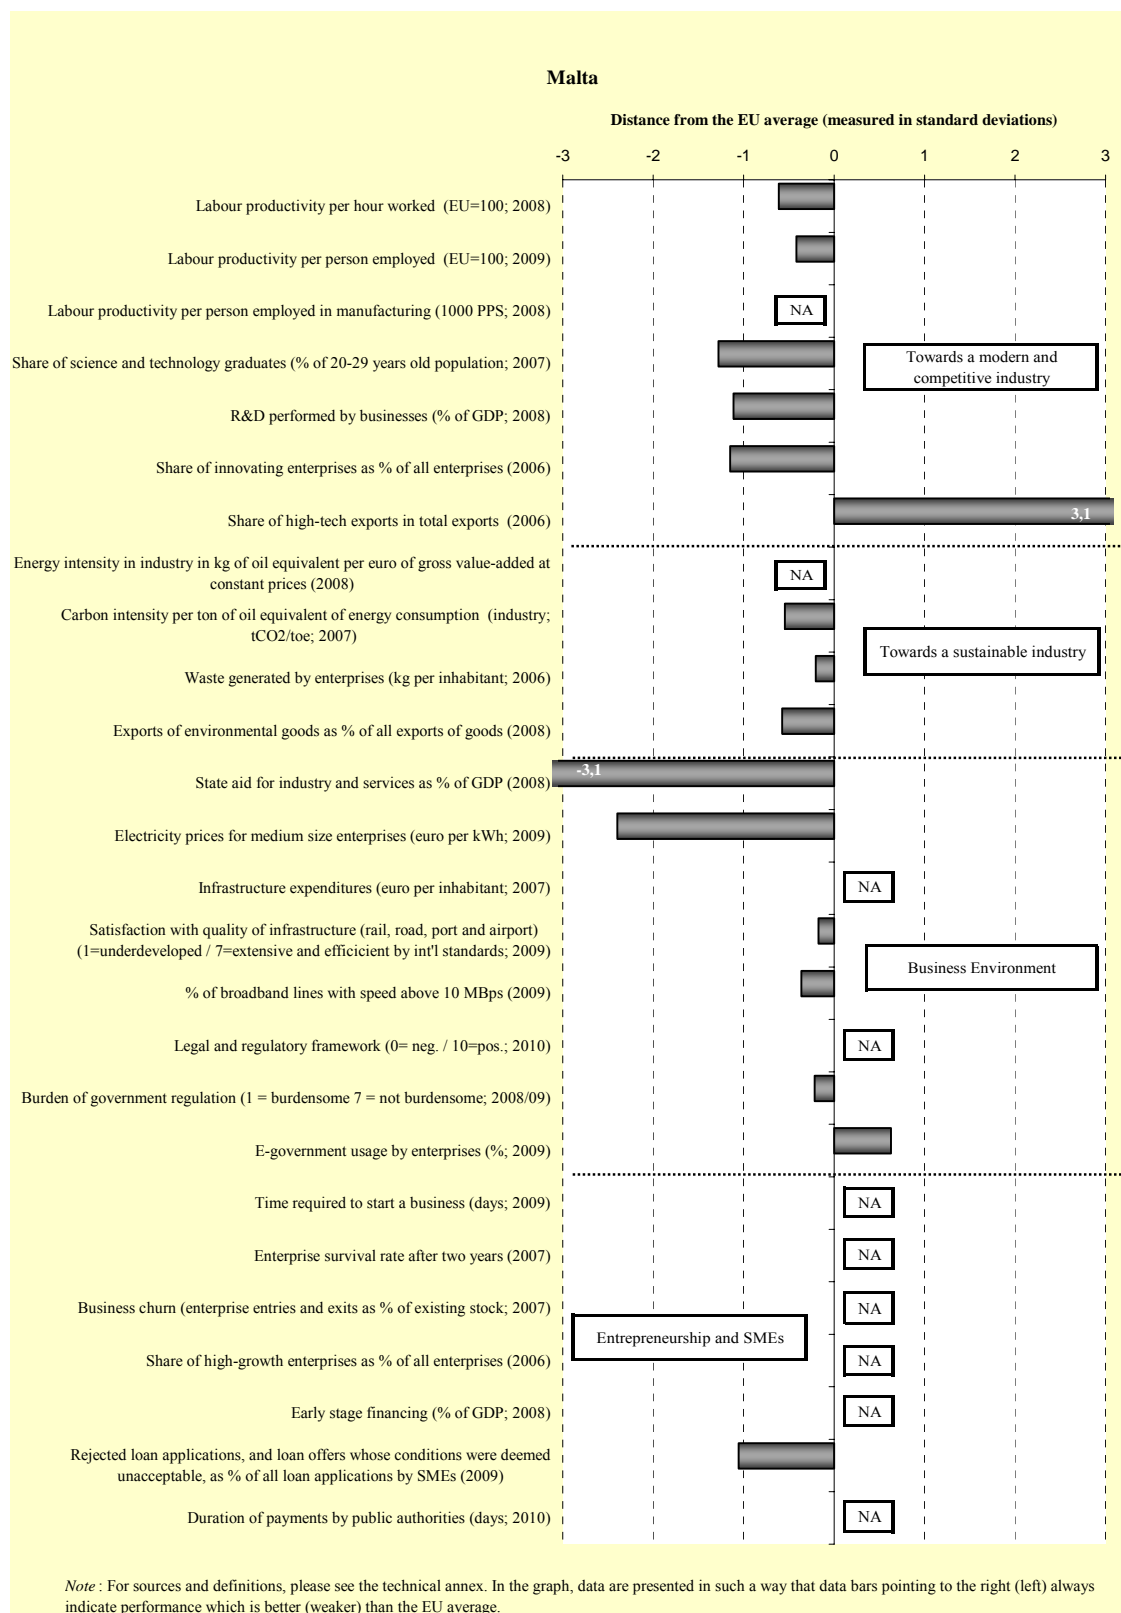 Malta
Distance from the EU average (measured in standard deviations)
-3 -2 -1 0 1 2 3
Labour productivity per hour worked (EU=100; 2008)
Labour productivity per person employed (EU=100; 2009)
Labour productivity per person employed in manufacturing (1000 PPS; 2008)
NA
Share of science and technology graduates (% of 20-29 years old population; 2007)
Towards a modern and
competitive industry
R&D performed by businesses (% of GDP; 2008)
Share of innovating enterprises as % of all enterprises (2006)
Share of high-tech exports in total exports (2006)
3,1
Energy intensity in industry in kg of oil equivalent per euro of gross value-added at
constant prices (2008)
NA
Carbon intensity per ton of oil equivalent of energy consumption (industry;
tCO2/toe; 2007)
Towards a sustainable industry
Waste generated by enterprises (kg per inhabitant; 2006)
Exports of environmental goods as % of all exports of goods (2008)
State aid for industry and services as % of GDP (2008)
-3,1
Electricity prices for medium size enterprises (euro per kWh; 2009)
Infrastructure expenditures (euro per inhabitant; 2007)
NA
Satisfaction with quality of infrastructure (rail, road, port and airport)
(1=underdeveloped / 7=extensive and efficicient by int'l standards; 2009)
Business Environment
% of broadband lines with speed above 10 MBps (2009)
Legal and regulatory framework (0= neg. / 10=pos.; 2010)
NA
Burden of government regulation (1 = burdensome 7 = not burdensome; 2008/09)
E-government usage by enterprises (%; 2009)
Time required to start a business (days; 2009)
NA
Enterprise survival rate after two years (2007)
NA
Business churn (enterprise entries and exits as % of existing stock; 2007)
NA
Entrepreneurship and SMEs
Share of high-growth enterprises as % of all enterprises (2006)
NA
Early stage financing (% of GDP; 2008)
NA
Rejected loan applications, and loan offers whose conditions were deemed
unacceptable, as % of all loan applications by SMEs (2009)
Duration of payments by public authorities (days; 2010)
NA
Note : For sources and definitions, please see the technical annex. In the graph, data are presented in such a way that data bars pointing to the right (left) always
indicate performance which is better (weaker) than the EU average.